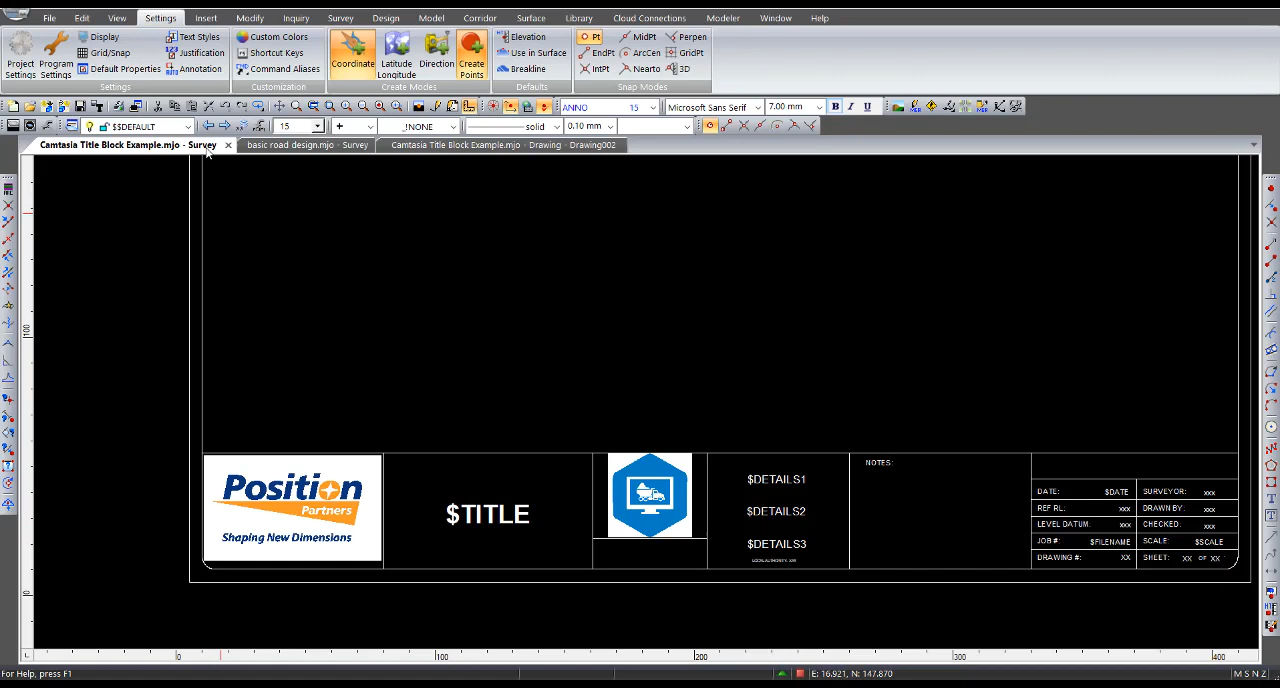 File Edit View Settings Insert Modify Inquiry Survey Design Model Corridor Surface Library Cloud Connections Modeler Window Help
Project Settings
Program Settings
Display
Grid/Snap
Default Properties
Text Styles
Justification
Annotation
Settings
Custom Colors
Shortcut Keys
Command Aliases
Customization
Coordinate
Latitude Longitude
Direction
Create Points
Create Modes
Elevation
Use in Surface
Breakline
Defaults
Pt
EndPt
IntPt
MidPt
ArcCen
Nearto
Perpen
GridPt
3D
Snap Modes
ANNO 15 Microsoft Sans Serif 7.00 mm B I U
$$DEFAULT 15 + _!NONE solid 0.10 mm
Camtasia Title Block Example.mjo - Survey basic road design.mjo - Survey Camtasia Title Block Example.mjo - Drawing - Drawing002
Position
Partners
Shaping New Dimensions
$TITLE
$DETAILS1
$DETAILS2
$DETAILS3
NOTES:
DATE: $DATE SURVEYOR: xxx
REF RL: xxx DRAWN BY: xxx
LEVEL DATUM: xxx CHECKED: xxx
JOB #: $FILENAME SCALE: $SCALE
DRAWING #: XX SHEET: XX OF XX
100
0
0 100 200 300 400
For Help, press F1 E: 16.921, N: 147.870 M S N Z